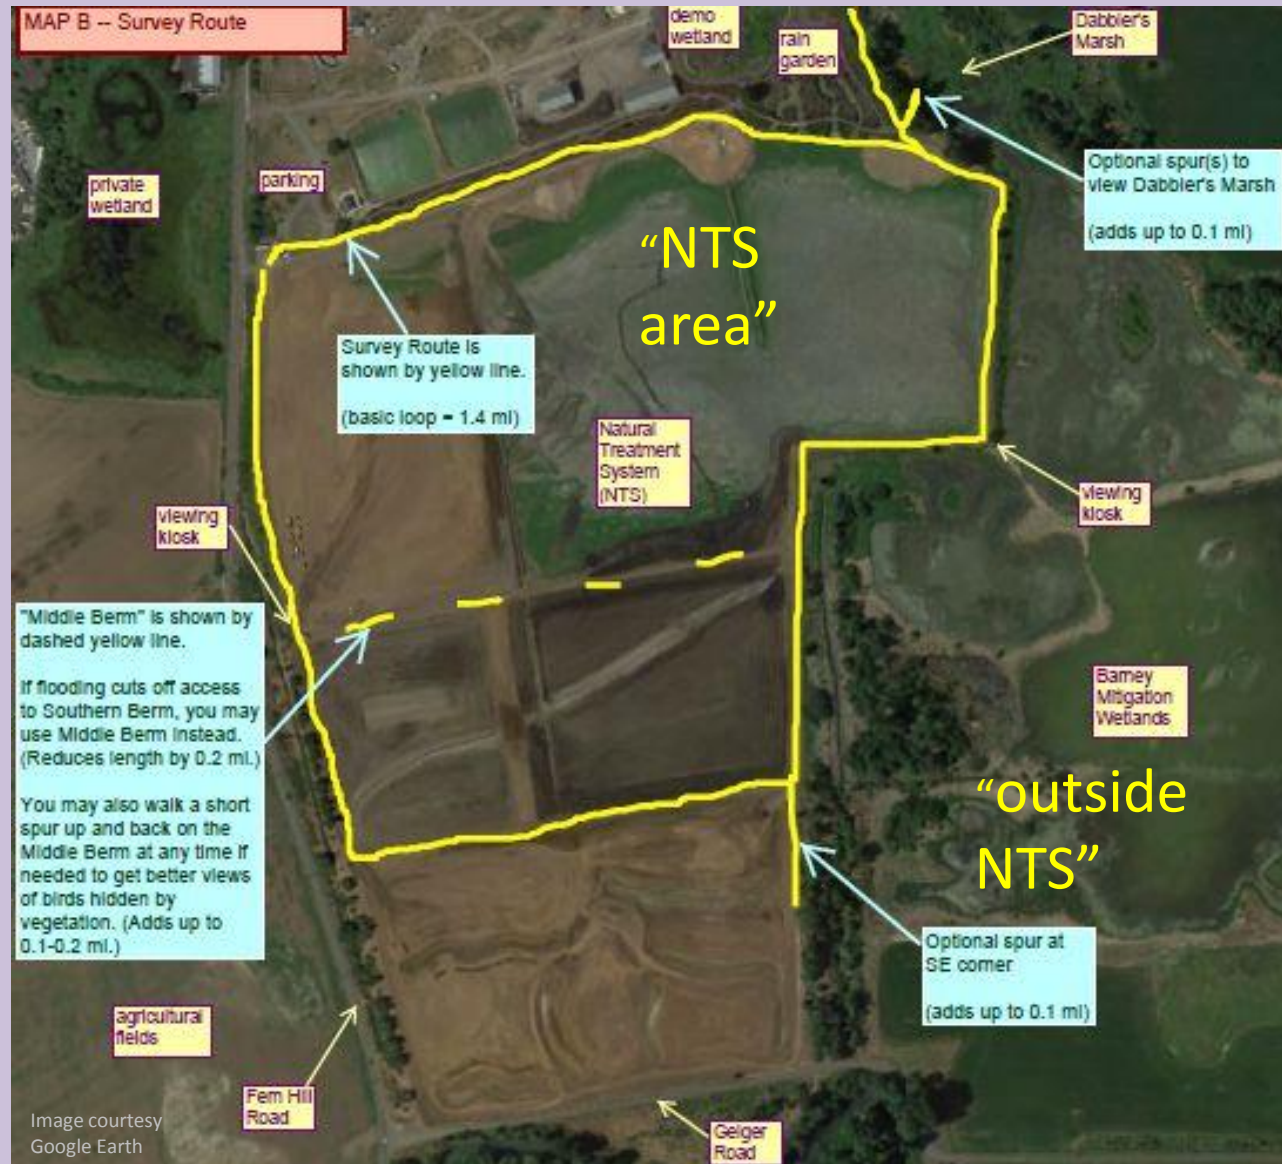 MAP B -- Survey Route
demo
wetland
rain
garden
Dabbler's
Marsh
Optional spur(s) to
view Dabbler's Marsh
(adds up to 0.1 mi)
private
wetland
parking
“NTS
area”
Survey Route is
shown by yellow line.
(basic loop = 1.4 mi)
Natural
Treatment
System
(NTS)
viewing
kiosk
viewing
kiosk
"Middle Berm" is shown by
dashed yellow line.
If flooding cuts off access
to Southern Berm, you may
use Middle Berm instead.
(Reduces length by 0.2 mi.)
You may also walk a short
spur up and back on the
Middle Berm at any time if
needed to get better views
of birds hidden by
vegetation. (Adds up to
0.1-0.2 mi.)
Barney
Mitigation
Wetlands
“outside
NTS”
Optional spur at
SE corner
(adds up to 0.1 mi)
agricultural
fields
Fern Hill
Road
Geiger
Road
Image courtesy
Google Earth